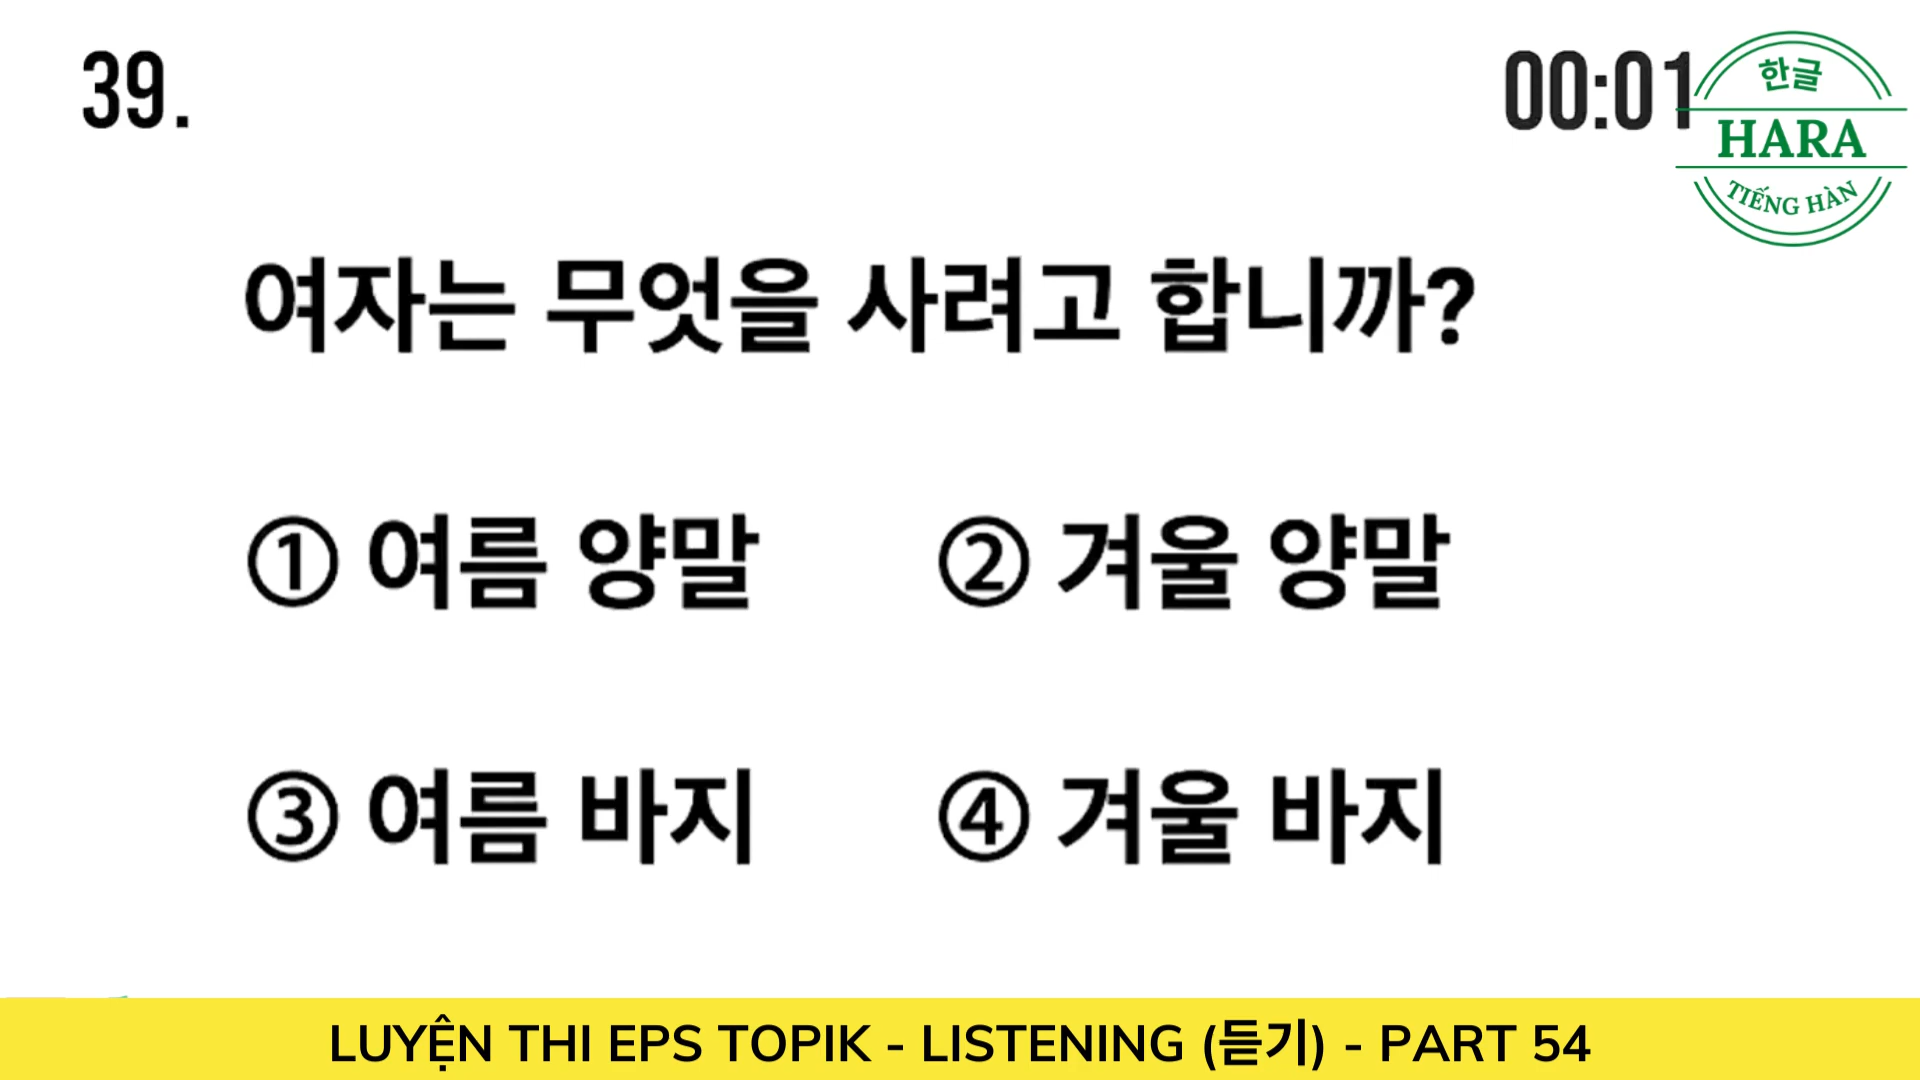 39.
00:01
한글
HARA
TIẾNG HÀN
여자는 무엇을 사려고 합니까?
① 여름 양말 ② 겨울 양말
③ 여름 바지 ④ 겨울 바지
LUYỆN THI EPS TOPIK - LISTENING (듣기) - PART 54